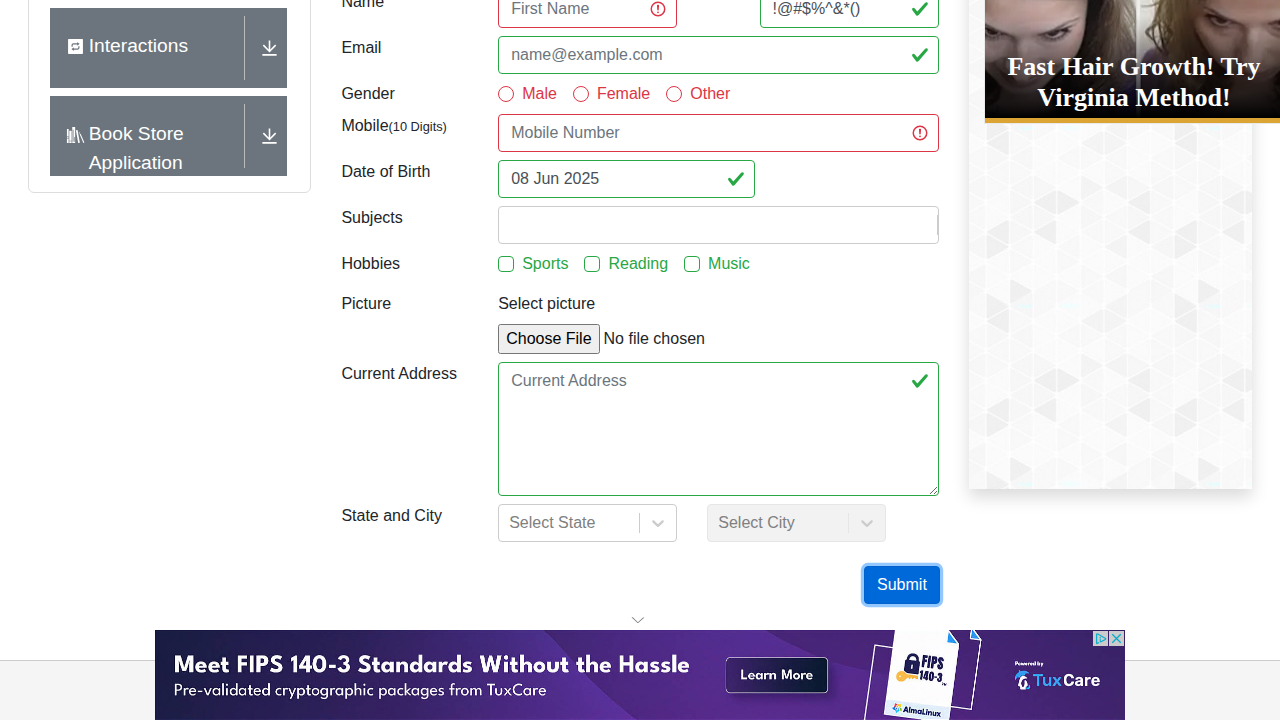 Name
First Name
!@#$%^&*()
Interactions
Email
name@example.com
Gender
Male
Female
Other
Mobile(10 Digits)
Mobile Number
Book Store
Application
Date of Birth
08 Jun 2025
Subjects
Hobbies
Sports
Reading
Music
Picture
Select picture
Choose File No file chosen
Current Address
Current Address
State and City
Select State
Select City
Submit
Fast Hair Growth! Try
Virginia Method!
Meet FIPS 140-3 Standards Without the Hassle
Pre-validated cryptographic packages from TuxCare
Learn More
FIPS
140-3
AlmaLinux
Powered by
TuxCare